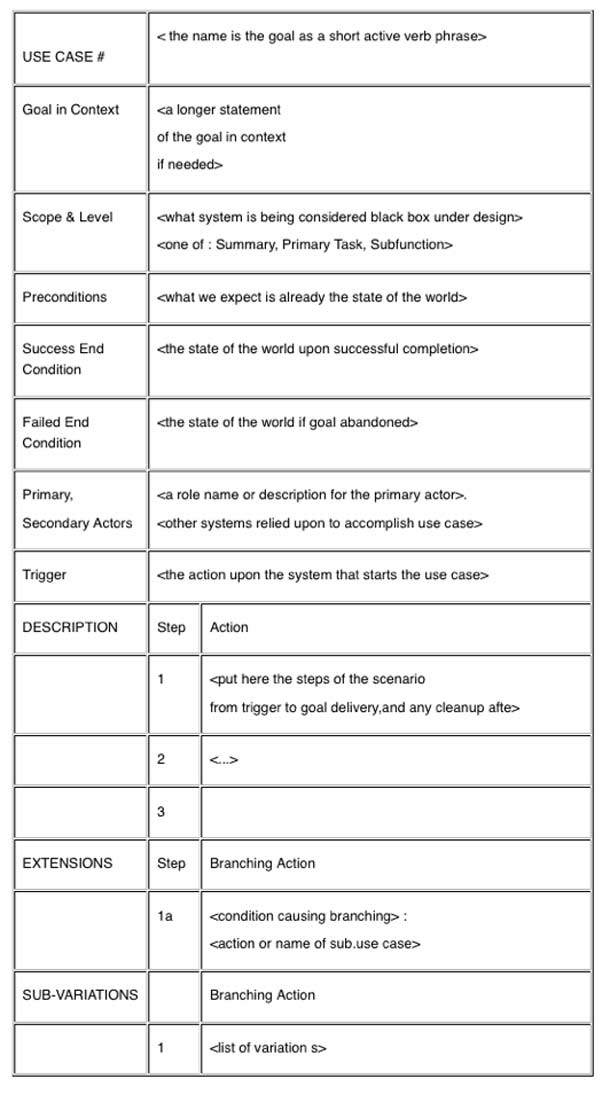 USE CASE #
< the name is the goal as a short active verb phrase>
Goal in Context
<a longer statement
of the goal in context
if needed>
Scope & Level
<what system is being considered black box under design>
<one of : Summary, Primary Task, Subfunction>
Preconditions
<what we expect is already the state of the world>
Success End
Condition
<the state of the world upon successful completion>
Failed End
Condition
<the state of the world if goal abandoned>
Primary,
Secondary Actors
<a role name or description for the primary actor>.
<other systems relied upon to accomplish use case>
Trigger
<the action upon the system that starts the use case>
DESCRIPTION Step Action
1 <put here the steps of the scenario
from trigger to goal delivery,and any cleanup afte>
2 <...>
3
EXTENSIONS Step Branching Action
1a <condition causing branching> :
<action or name of sub.use case>
SUB-VARIATIONS Branching Action
1 <list of variation s>